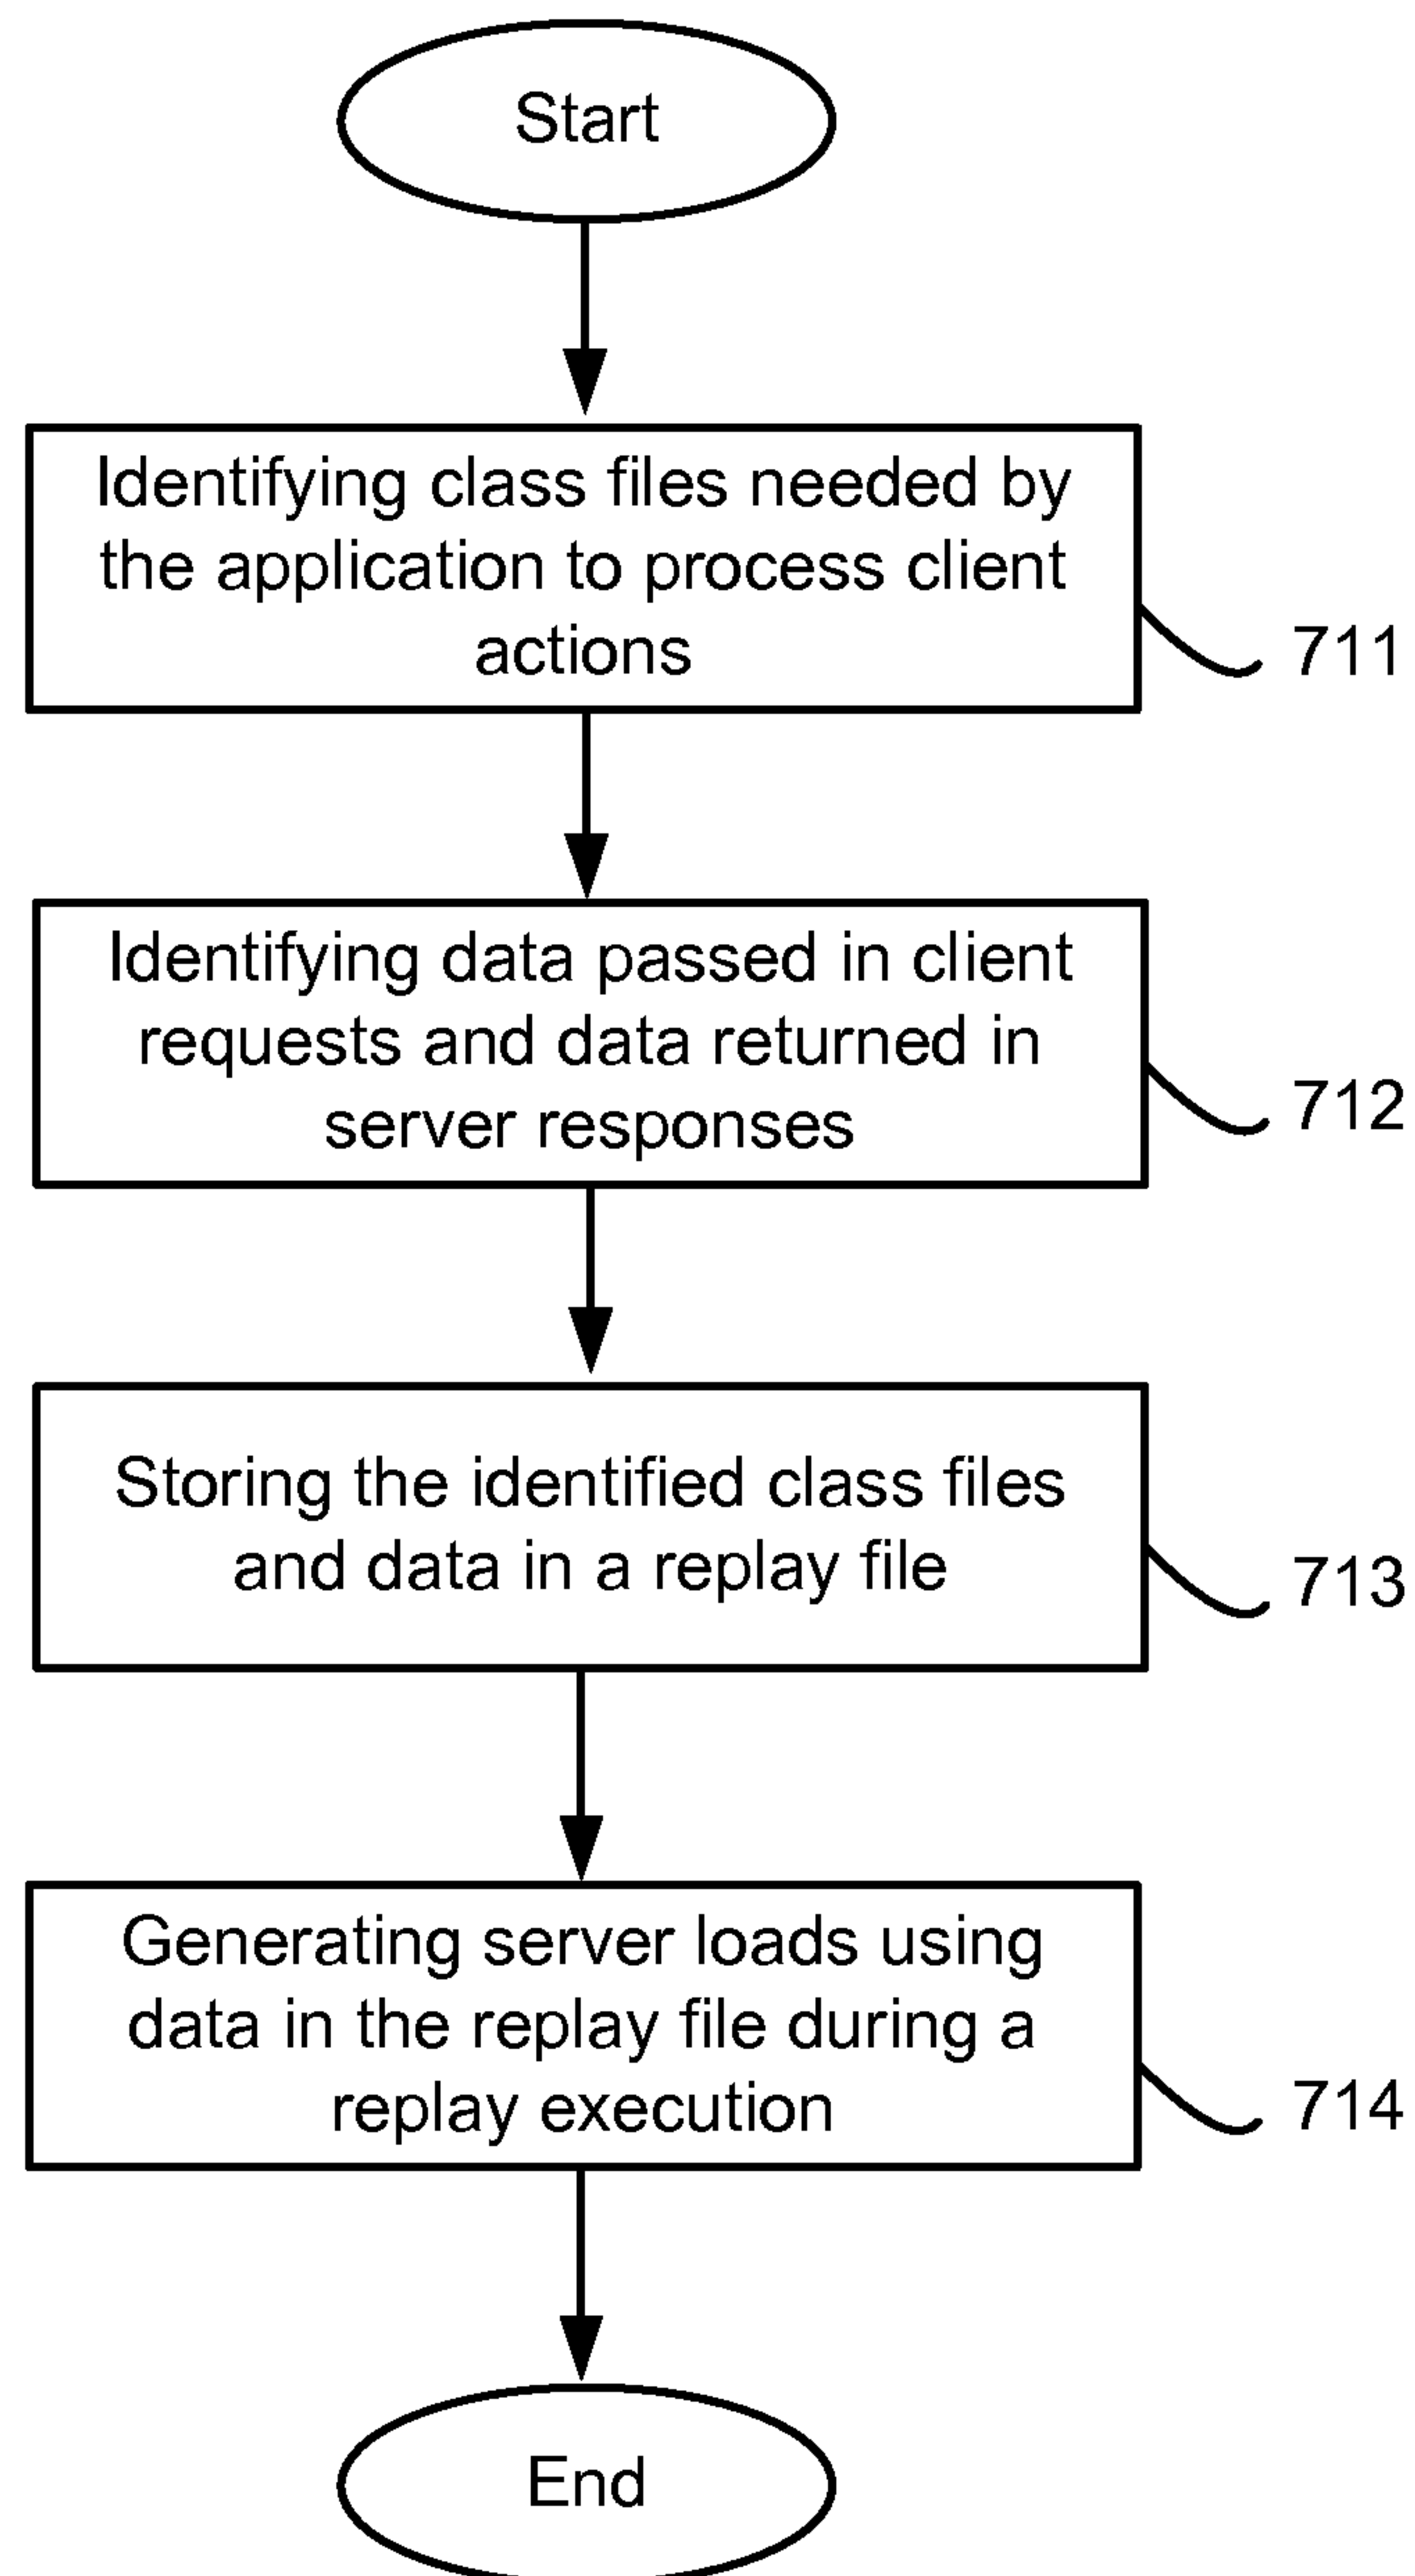 Start
Identifying class files needed by
the application to process client
actions
711
Identifying data passed in client
requests and data returned in
server responses
712
Storing the identified class files
and data in a replay file
713
Generating server loads using
data in the replay file during a
replay execution
714
End